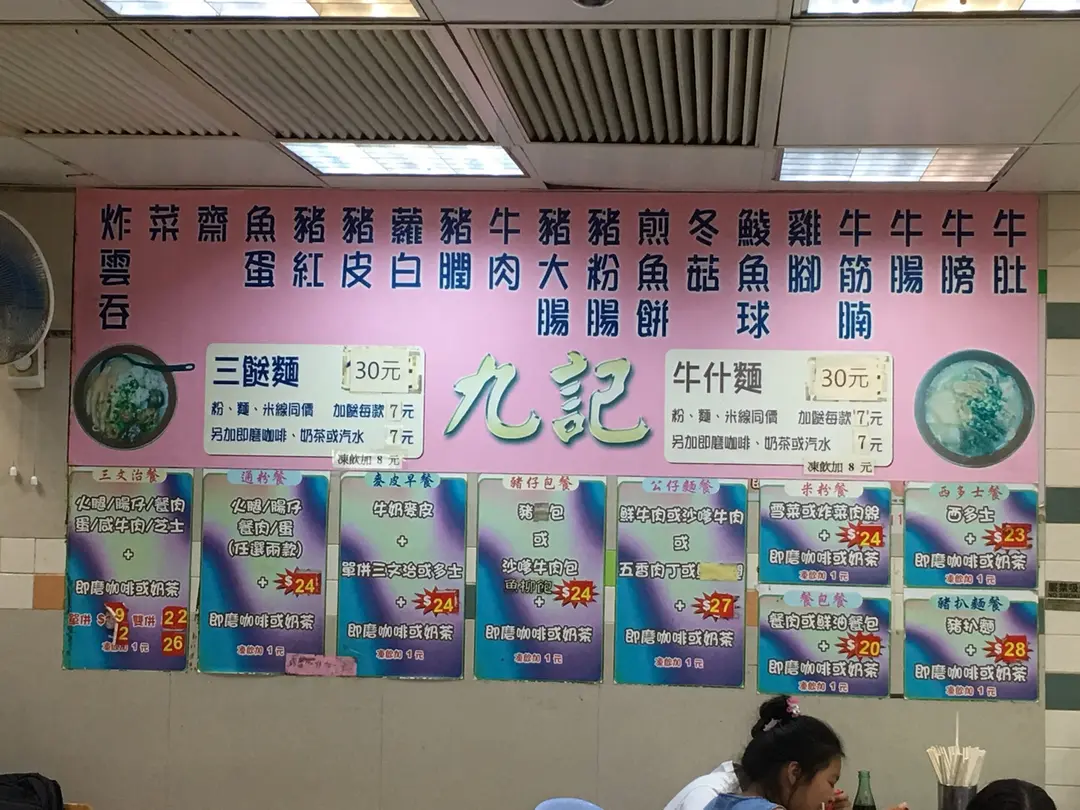 炸雲吞
菜
齋
魚蛋
豬紅
豬皮
蘿白
豬膶
牛肉
豬大腸
豬粉腸
煎魚餅
冬菇
鯪魚球
雞腳
牛筋腩
牛腸
牛膀
牛肚
三餸麵 30元
粉、麵、米線同價 加餸每款 7元
另加即磨咖啡、奶茶或汽水 7元
凍飲加 8 元
九記
牛什麵 30元
粉、麵、米線同價 加餸每款 7元
另加即磨咖啡、奶茶或汽水 7元
凍飲加 8 元
三文治餐
火腿/腸仔/餐肉
蛋/咸牛肉/芝士
+
即磨咖啡或奶茶
雙併 22
26
凍飲加 1 元
通粉餐
火腿/腸仔
餐肉/蛋
(任選兩款)
+ $24
即磨咖啡或奶茶
凍飲加 1 元
麥皮早餐
牛奶麥皮
+
單併三文治或多士
+ $24
即磨咖啡或奶茶
凍飲加 1 元
豬仔包餐
豬 包
或
沙嗲牛肉包
+ $24
即磨咖啡或奶茶
凍飲加 1 元
公仔麵餐
鮮牛肉或沙嗲牛肉
或
五香肉丁或
+ $27
即磨咖啡或奶茶
凍飲加 1 元
米粉餐
雪菜或炸菜肉絲
+ $24
即磨咖啡或奶茶
凍飲加 1 元
西多士餐
西多士
+ $23
即磨咖啡或奶茶
凍飲加 1 元
餐包餐
餐肉或鮮油餐包
+ $20
即磨咖啡或奶茶
凍飲加 1 元
豬扒麵餐
豬扒麵
+ $28
即磨咖啡或奶茶
凍飲加 1 元